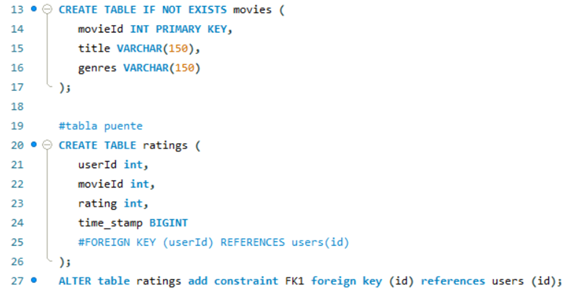 13 CREATE TABLE IF NOT EXISTS movies (
14 movieId INT PRIMARY KEY,
15 title VARCHAR(150),
16 genres VARCHAR(150)
17 );
18
19 #tabla puente
20 CREATE TABLE ratings (
21 userId int,
22 movieId int,
23 rating int,
24 time_stamp BIGINT
25 #FOREIGN KEY (userId) REFERENCES users(id)
26 );
27 ALTER table ratings add constraint FK1 foreign key (id) references users (id);